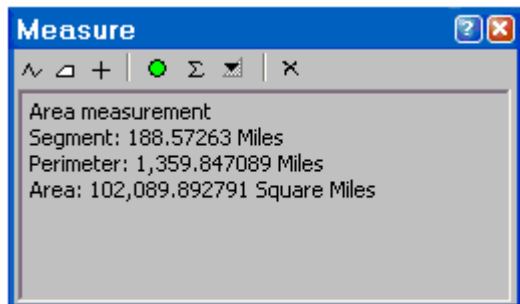 Measure
Area measurement
Segment: 188.57263 Miles
Perimeter: 1,359.847089 Miles
Area: 102,089.892791 Square Miles